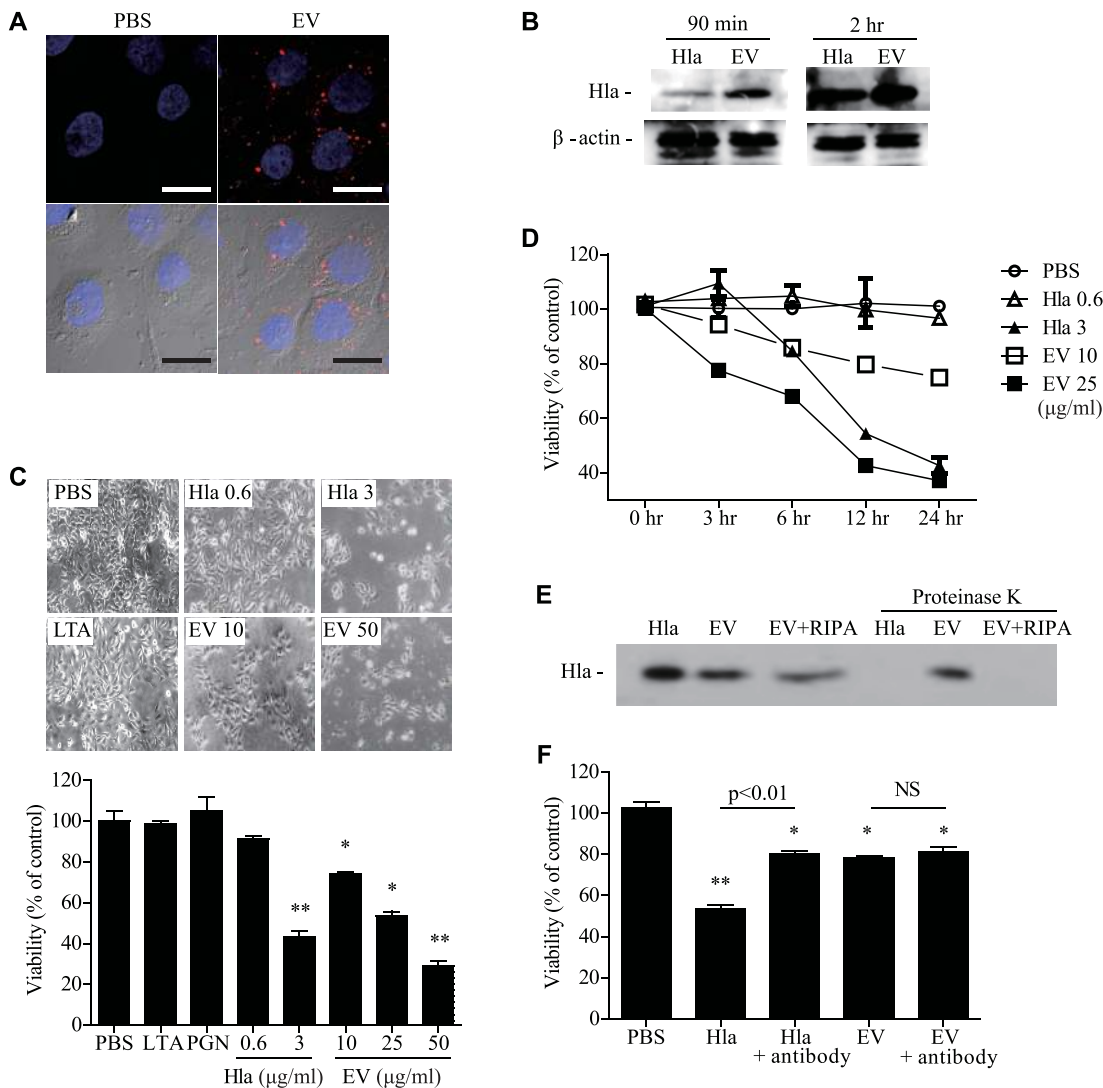 A
PBS EV
B
90 min 2 hr
Hla EV Hla EV
Hla -
β -actin -
C
PBS Hla 0.6 Hla 3
LTA EV 10 EV 50
Viability (% of control)
120
100
80
60
40
20
0
** * * **
PBS LTA PGN 0.6 3 10 25 50
Hla (μg/ml) EV (μg/ml)
D
Viability (% of control)
120
100
80
60
40
0 hr 3 hr 6 hr 12 hr 24 hr
PBS
Hla 0.6
Hla 3
EV 10
EV 25
(μg/ml)
E
Proteinase K
Hla EV EV+RIPA Hla EV EV+RIPA
Hla -
F
Viability (% of control)
120
100
80
60
40
20
0
p<0.01 NS
** * * *
PBS Hla Hla EV EV
+ antibody + antibody